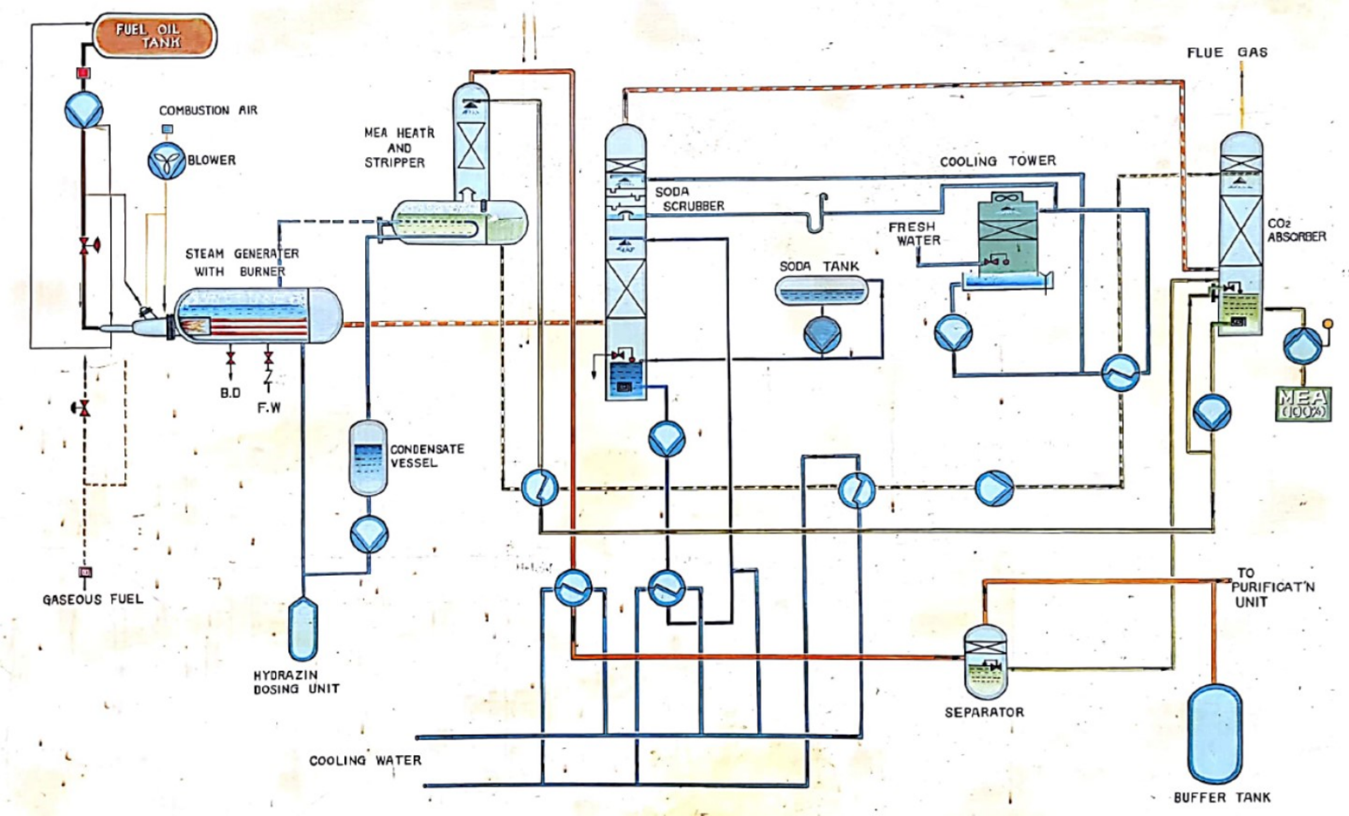 FUEL OIL
TANK
COMBUSTION AIR
BLOWER
MEA HEAT'R
AND
STRIPPER
STEAM GENERATER
WITH BURNER
B.D
F.W
GASEOUS FUEL
HYDRAZIN
DOSING UNIT
CONDENSATE
VESSEL
SODA
SCRUBBER
SODA TANK
FRESH
WATER
COOLING TOWER
FLUE GAS
CO2
ABSORBER
MEA
(100%)
COOLING WATER
SEPARATOR
TO
PURIFICAT'N
UNIT
BUFFER TANK